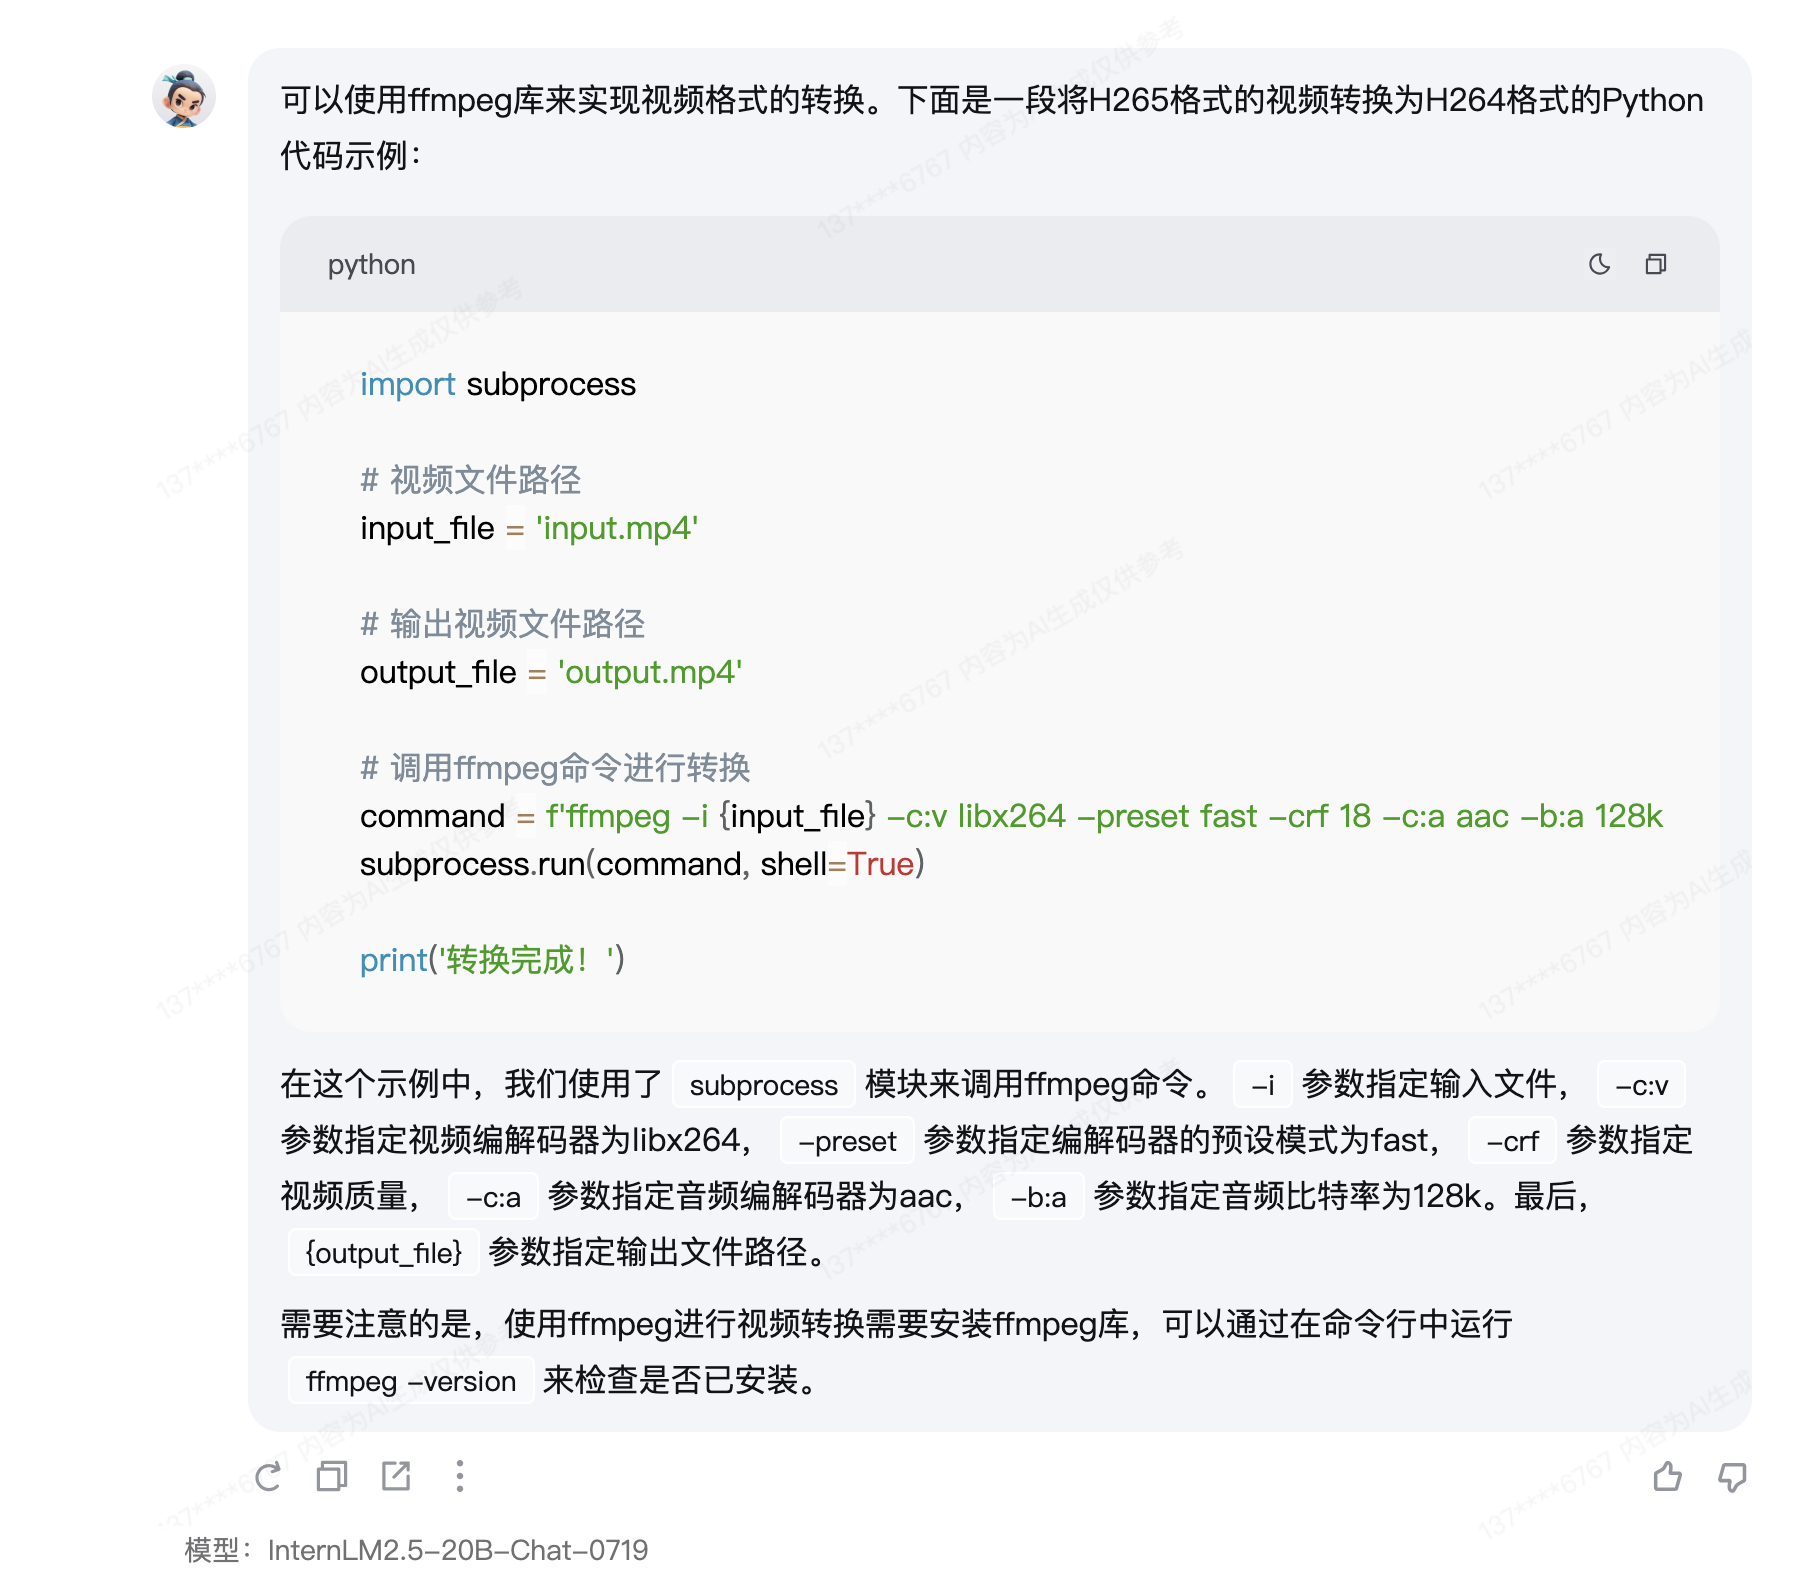 可以使用ffmpeg库来实现视频格式的转换。下面是一段将H265格式的视频转换为H264格式的Python
代码示例：
python
import subprocess
# 视频文件路径
input_file = 'input.mp4'
# 输出视频文件路径
output_file = 'output.mp4'
# 调用ffmpeg命令进行转换
command = f'ffmpeg -i {input_file} -c:v libx264 -preset fast -crf 18 -c:a aac -b:a 128k
subprocess.run(command, shell=True)
print('转换完成！')
在这个示例中，我们使用了 subprocess 模块来调用ffmpeg命令。 -i 参数指定输入文件， -c:v
参数指定视频编解码器为libx264， -preset 参数指定编解码器的预设模式为fast， -crf 参数指定
视频质量， -c:a 参数指定音频编解码器为aac， -b:a 参数指定音频比特率为128k。最后，
{output_file} 参数指定输出文件路径。
需要注意的是，使用ffmpeg进行视频转换需要安装ffmpeg库，可以通过在命令行中运行
ffmpeg -version 来检查是否已安装。
模型：InternLM2.5-20B-Chat-0719
137****6767 内容为AI生成仅供参考